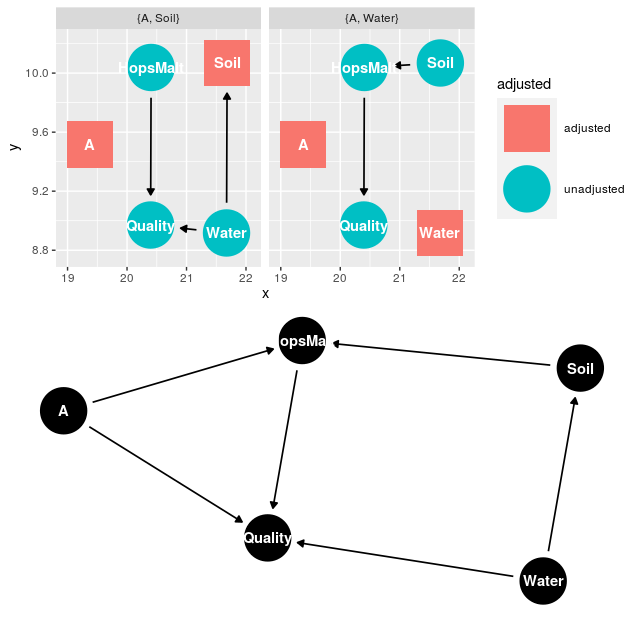 {A, Soil}
{A, Water}
HopsMalt
Soil
HopsMal
Soil
10.0
adjusted
9.6
A
A
adjusted
y
unadjusted
9.2
Quality
Water
Quality
Water
8.8
19
20
21
22
19
20
21
22
x
opsMa
Soil
A
Quality
Water